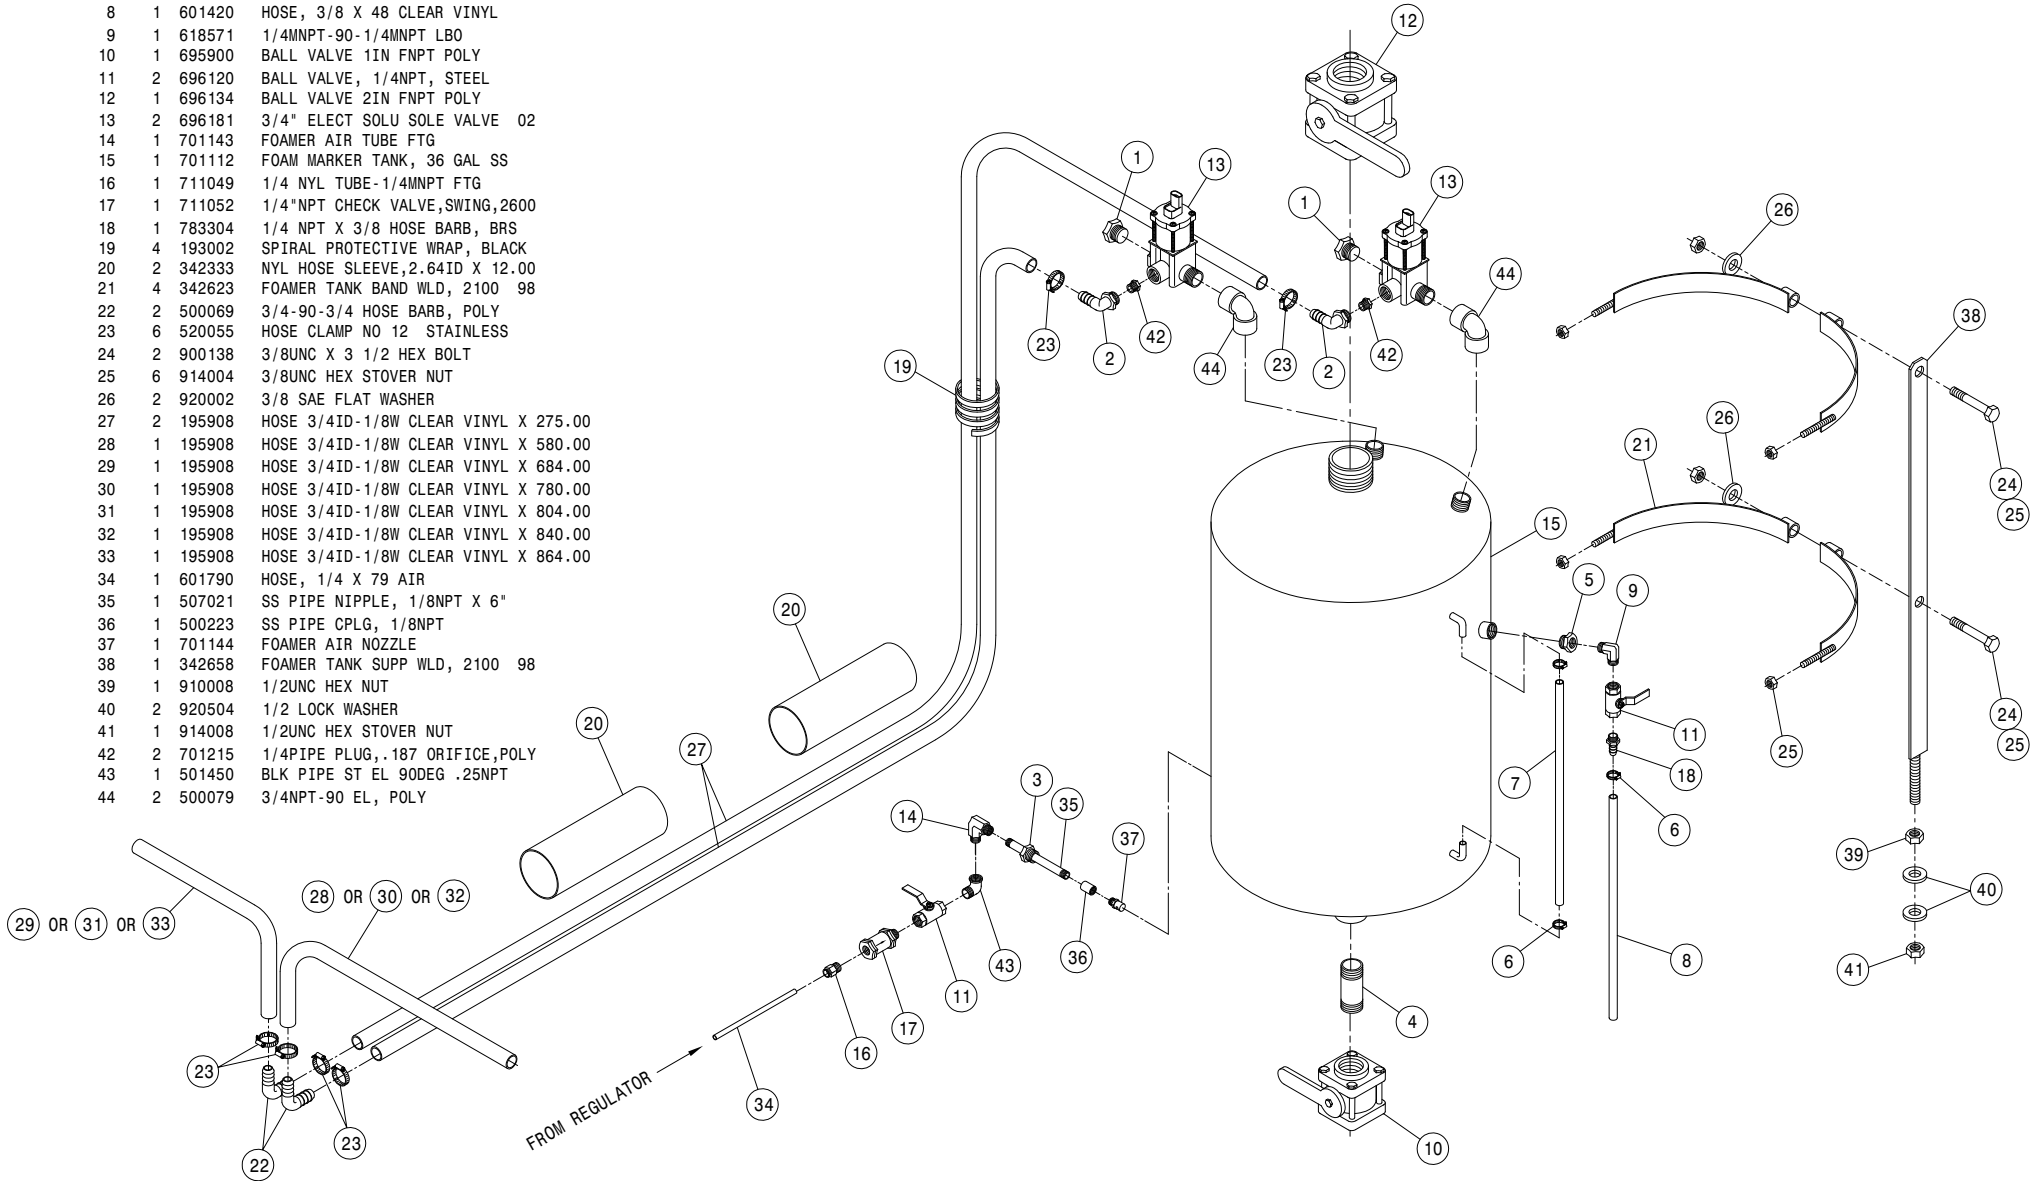 8 1 601420 HOSE, 3/8 X 48 CLEAR VINYL
9 1 618571 1/4MNPT-90-1/4MNPT LBO
10 1 695900 BALL VALVE 1IN FNPT POLY
11 2 696120 BALL VALVE, 1/4NPT, STEEL
12 1 696134 BALL VALVE 2IN FNPT POLY
13 2 696181 3/4" ELECT SOLU SOLE VALVE 02
14 1 701143 FOAMER AIR TUBE FTG
15 1 701112 FOAM MARKER TANK, 36 GAL SS
16 1 711049 1/4 NYL TUBE-1/4MNPT FTG
17 1 711052 1/4"NPT CHECK VALVE,SWING,2600
18 1 783304 1/4 NPT X 3/8 HOSE BARB, BRS
19 4 193002 SPIRAL PROTECTIVE WRAP, BLACK
20 2 342333 NYL HOSE SLEEVE,2.64ID X 12.00
21 4 342623 FOAMER TANK BAND WLD, 2100 98
22 2 500069 3/4-90-3/4 HOSE BARB, POLY
23 6 520055 HOSE CLAMP NO 12 STAINLESS
24 2 900138 3/8UNC X 3 1/2 HEX BOLT
25 6 914004 3/8UNC HEX STOVER NUT
26 2 920002 3/8 SAE FLAT WASHER
27 2 195908 HOSE 3/4ID-1/8W CLEAR VINYL X 275.00
28 1 195908 HOSE 3/4ID-1/8W CLEAR VINYL X 580.00
29 1 195908 HOSE 3/4ID-1/8W CLEAR VINYL X 684.00
30 1 195908 HOSE 3/4ID-1/8W CLEAR VINYL X 780.00
31 1 195908 HOSE 3/4ID-1/8W CLEAR VINYL X 804.00
32 1 195908 HOSE 3/4ID-1/8W CLEAR VINYL X 840.00
33 1 195908 HOSE 3/4ID-1/8W CLEAR VINYL X 864.00
34 1 601790 HOSE, 1/4 X 79 AIR
35 1 507021 SS PIPE NIPPLE, 1/8NPT X 6"
36 1 500223 SS PIPE CPLG, 1/8NPT
37 1 701144 FOAMER AIR NOZZLE
38 1 342658 FOAMER TANK SUPP WLD, 2100 98
39 1 910008 1/2UNC HEX NUT
40 2 920504 1/2 LOCK WASHER
41 1 914008 1/2UNC HEX STOVER NUT
42 2 701215 1/4PIPE PLUG,.187 ORIFICE,POLY
43 1 501450 BLK PIPE ST EL 90DEG .25NPT
44 2 500079 3/4NPT-90 EL, POLY
12
1
13
1
13
26
44
38
23
2
42
44
23
2
42
19
26
21
24
25
15
5
9
20
20
27
7
11
18
6
25
24
25
14
3
35
37
39
40
28 OR 30 OR 32
29 OR 31 OR 33
36
43
11
17
16
6
8
41
4
23
22
23
34
FROM REGULATOR
10